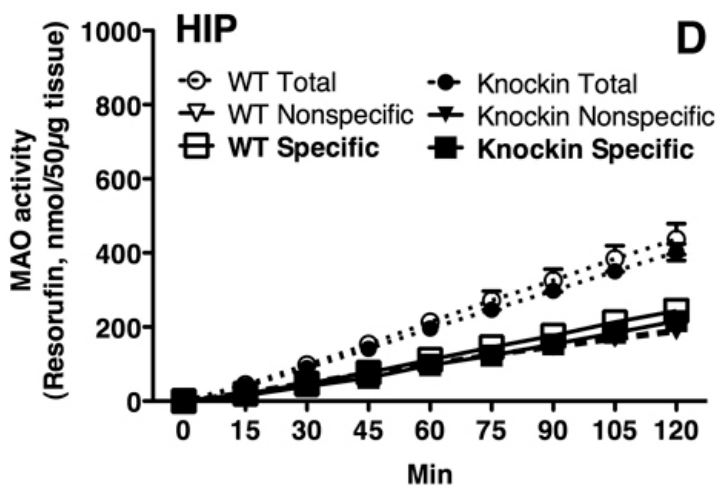 HIP
D
WT Total
Knockin Total
WT Nonspecific
Knockin Nonspecific
WT Specific
Knockin Specific
MAO activity
(Resorufin, nmol/50µg tissue)
1000
800
600
400
200
0
0 15 30 45 60 75 90 105 120
Min